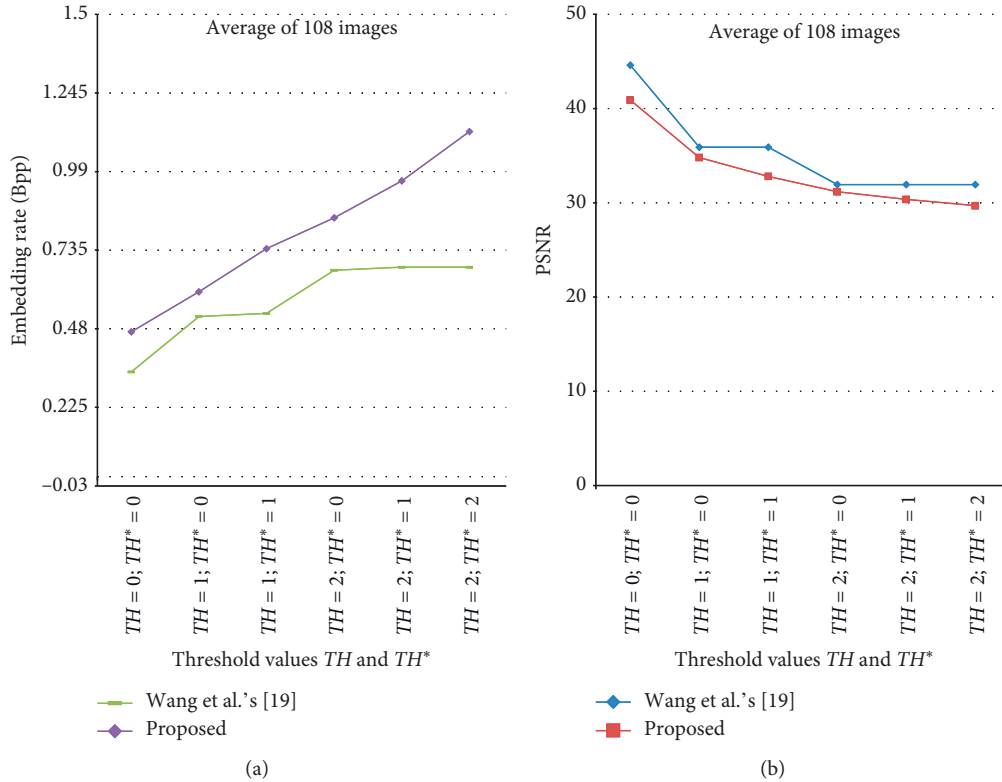 Average of 108 images
1.5
1.245
0.99
0.735
0.48
0.225
–0.03
Embedding rate (Bpp)
TH = 0; TH* = 0
TH = 1; TH* = 0
TH = 1; TH* = 1
TH = 2; TH* = 0
TH = 2; TH* = 1
TH = 2; TH* = 2
Threshold values TH and TH*
Wang et al.’s [19]
Proposed
(a)
Average of 108 images
50
40
30
20
10
0
PSNR
TH = 0; TH* = 0
TH = 1; TH* = 0
TH = 1; TH* = 1
TH = 2; TH* = 0
TH = 2; TH* = 1
TH = 2; TH* = 2
Threshold values TH and TH*
Wang et al.’s [19]
Proposed
(b)